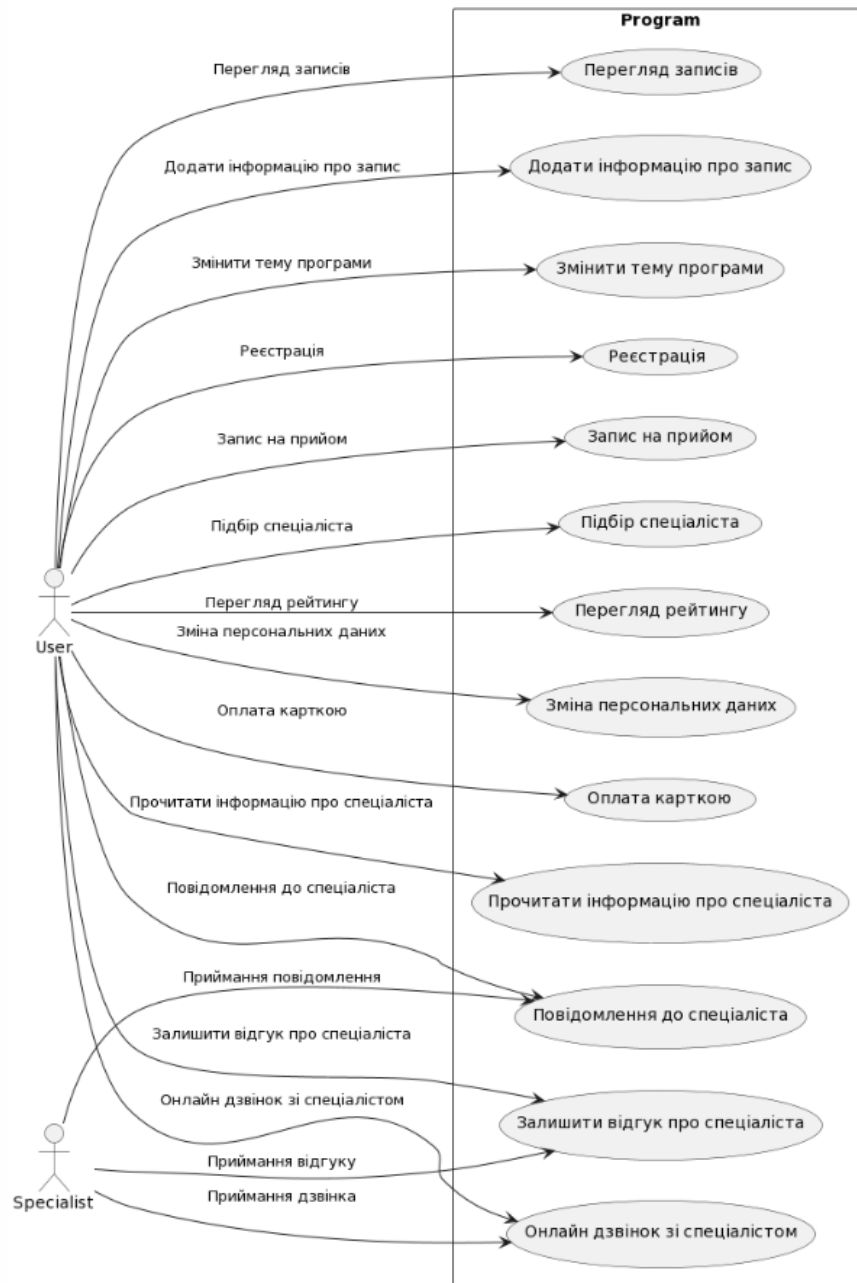 Program
Перегляд записів
Перегляд записів
Додати інформацію про запис
Додати інформацію про запис
Змінити тему програми
Змінити тему програми
Реєстрація
Реєстрація
Запис на прийом
Запис на прийом
Підбір спеціаліста
Підбір спеціаліста
Перегляд рейтингу
Перегляд рейтингу
User
Зміна персональних даних
Зміна персональних даних
Оплата карткою
Оплата карткою
Прочитати інформацію про спеціаліста
Прочитати інформацію про спеціаліста
Повідомлення до спеціаліста
Приймання повідомлення
Повідомлення до спеціаліста
Залишити відгук про спеціаліста
Залишити відгук про спеціаліста
Онлайн дзвінок зі спеціалістом
Приймання відгуку
Specialist
Приймання дзвінка
Онлайн дзвінок зі спеціалістом